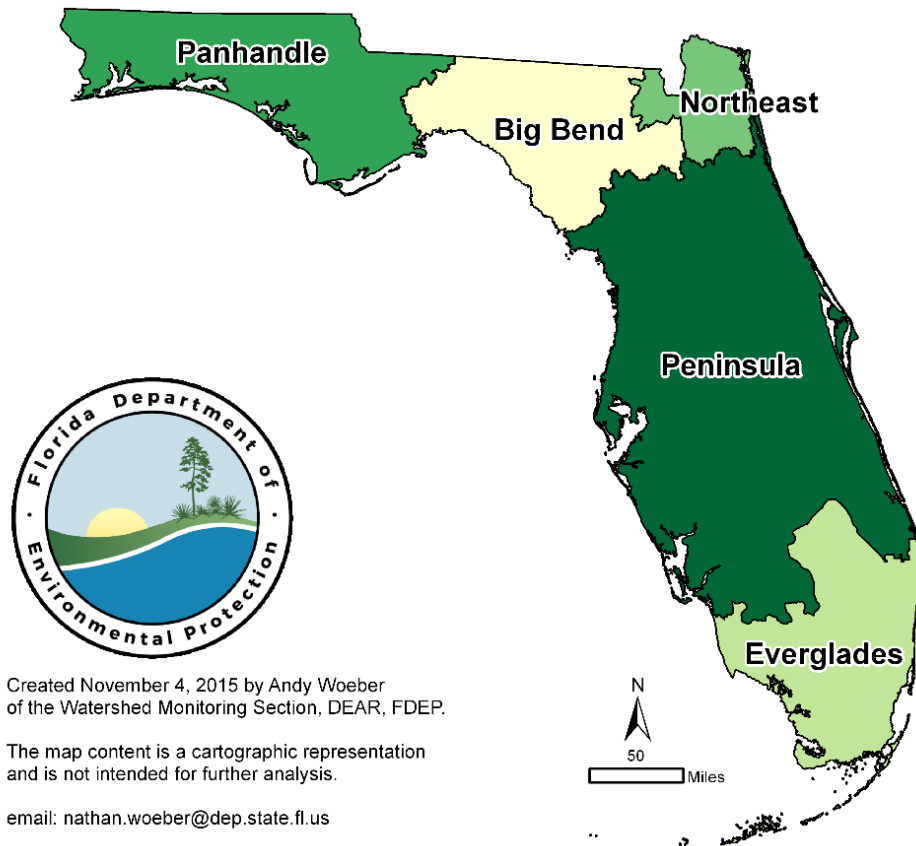 Panhandle
Northeast
Big Bend
Peninsula
Everglades
Florida Department of
Environmental Protection
Created November 4, 2015 by Andy Woeber
of the Watershed Monitoring Section, DEAR, FDEP.
The map content is a cartographic representation
and is not intended for further analysis.
email: nathan.woeber@dep.state.fl.us
N
50
Miles